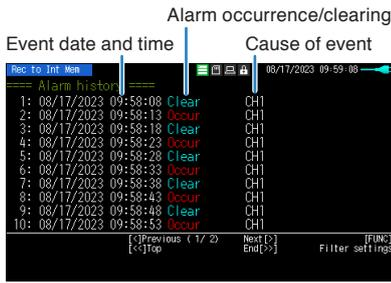 Alarm occurrence/clearing
Event date and time Cause of event
Rec to Int Mem 08/17/2023 09:59:08
==== Alarm history ====
1: 08/17/2023 09:58:08 Clear CH1
2: 08/17/2023 09:58:13 Occur CH1
3: 08/17/2023 09:58:18 Clear CH1
4: 08/17/2023 09:58:23 Occur CH1
5: 08/17/2023 09:58:28 Clear CH1
6: 08/17/2023 09:58:33 Occur CH1
7: 08/17/2023 09:58:38 Clear CH1
8: 08/17/2023 09:58:43 Occur CH1
9: 08/17/2023 09:58:48 Clear CH1
10: 08/17/2023 09:58:53 Occur CH1
[<]Previous ( 1/ 2) Next[>] [FUNC]
[<<]Top End[>>] Filter settings